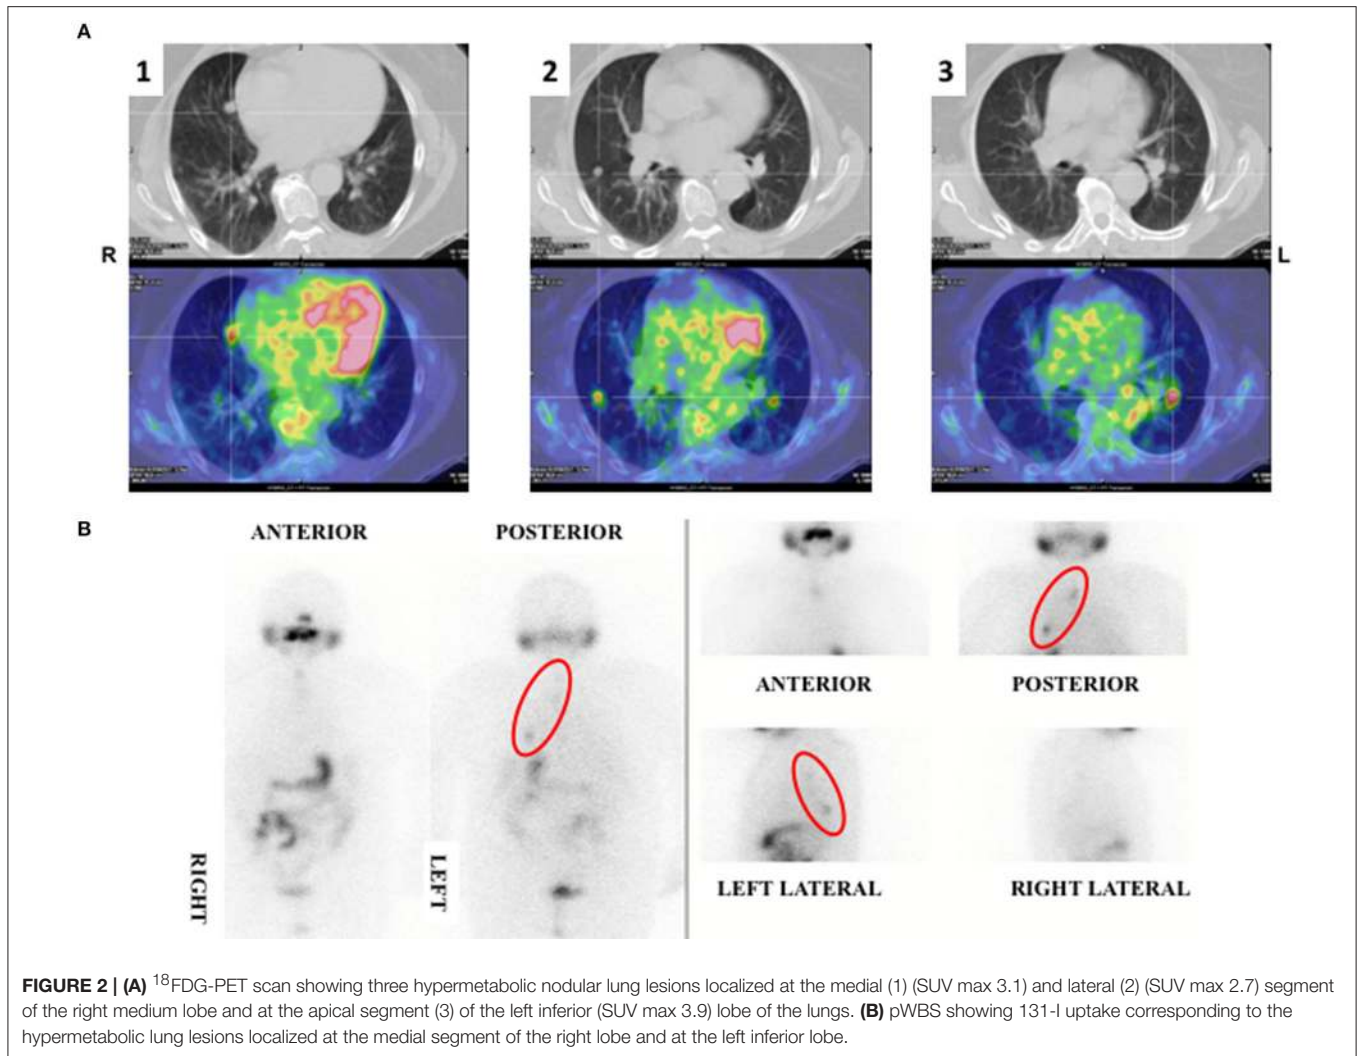 A
1
2
3
R
L
B
ANTERIOR
POSTERIOR
RIGHT
LEFT
ANTERIOR
POSTERIOR
LEFT LATERAL
RIGHT LATERAL
FIGURE 2 | (A) 18FDG-PET scan showing three hypermetabolic nodular lung lesions localized at the medial (1) (SUV max 3.1) and lateral (2) (SUV max 2.7) segment
of the right medium lobe and at the apical segment (3) of the left inferior (SUV max 3.9) lobe of the lungs. (B) pWBS showing 131-I uptake corresponding to the
hypermetabolic lung lesions localized at the medial segment of the right lobe and at the left inferior lobe.